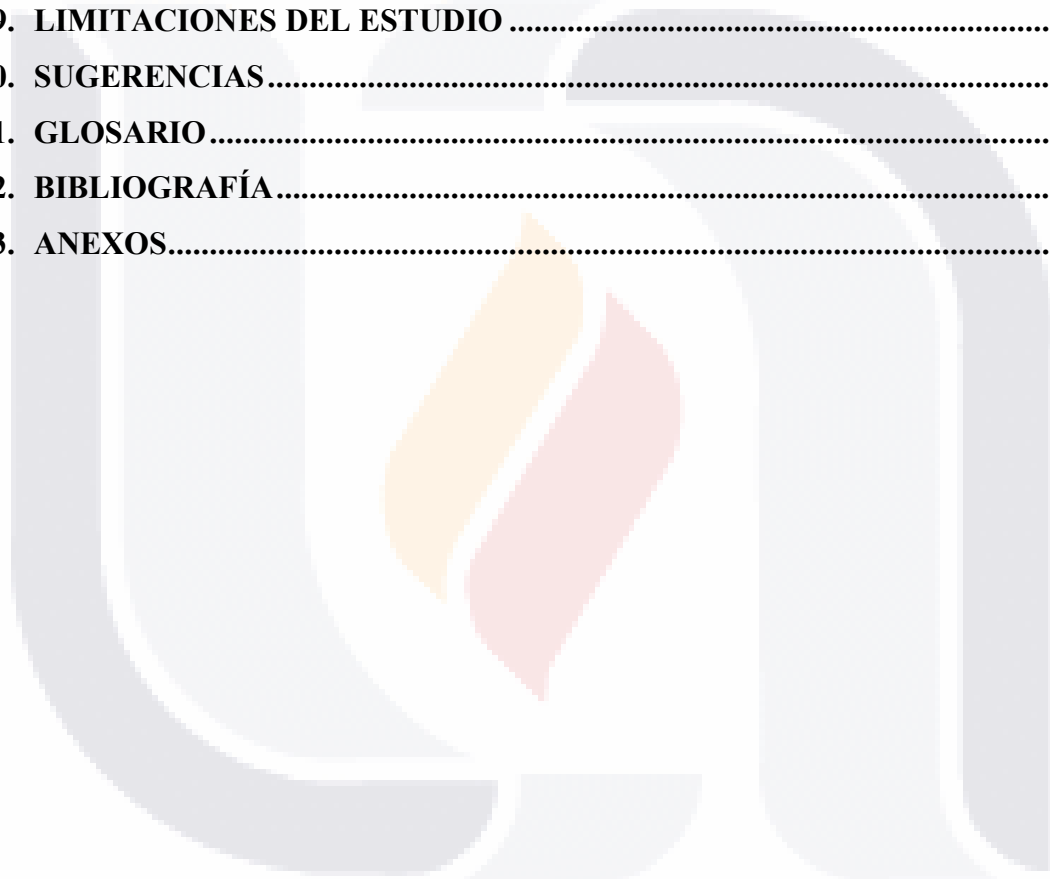 9. LIMITACIONES DEL ESTUDIO ........................................................................
0. SUGERENCIAS ........................................................................
1. GLOSARIO ........................................................................
2. BIBLIOGRAFÍA ........................................................................
3. ANEXOS ........................................................................